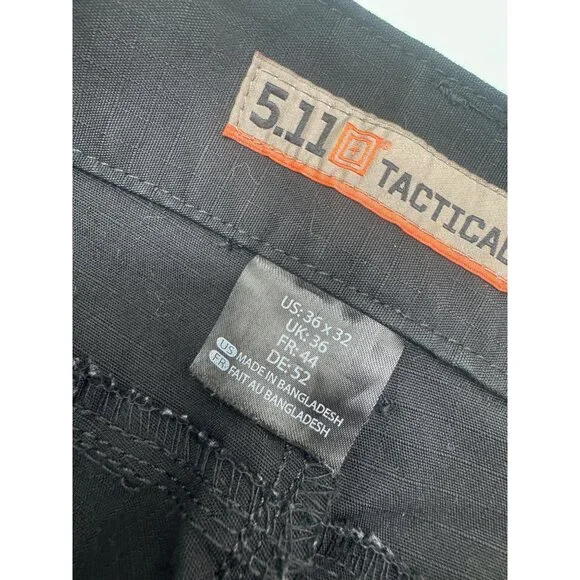 5.11 TACTICAL
US: 36 x 32
UK: 36
FR: 44
DE: 52
US MADE IN BANGLADESH
FR FAIT AU BANGLADESH